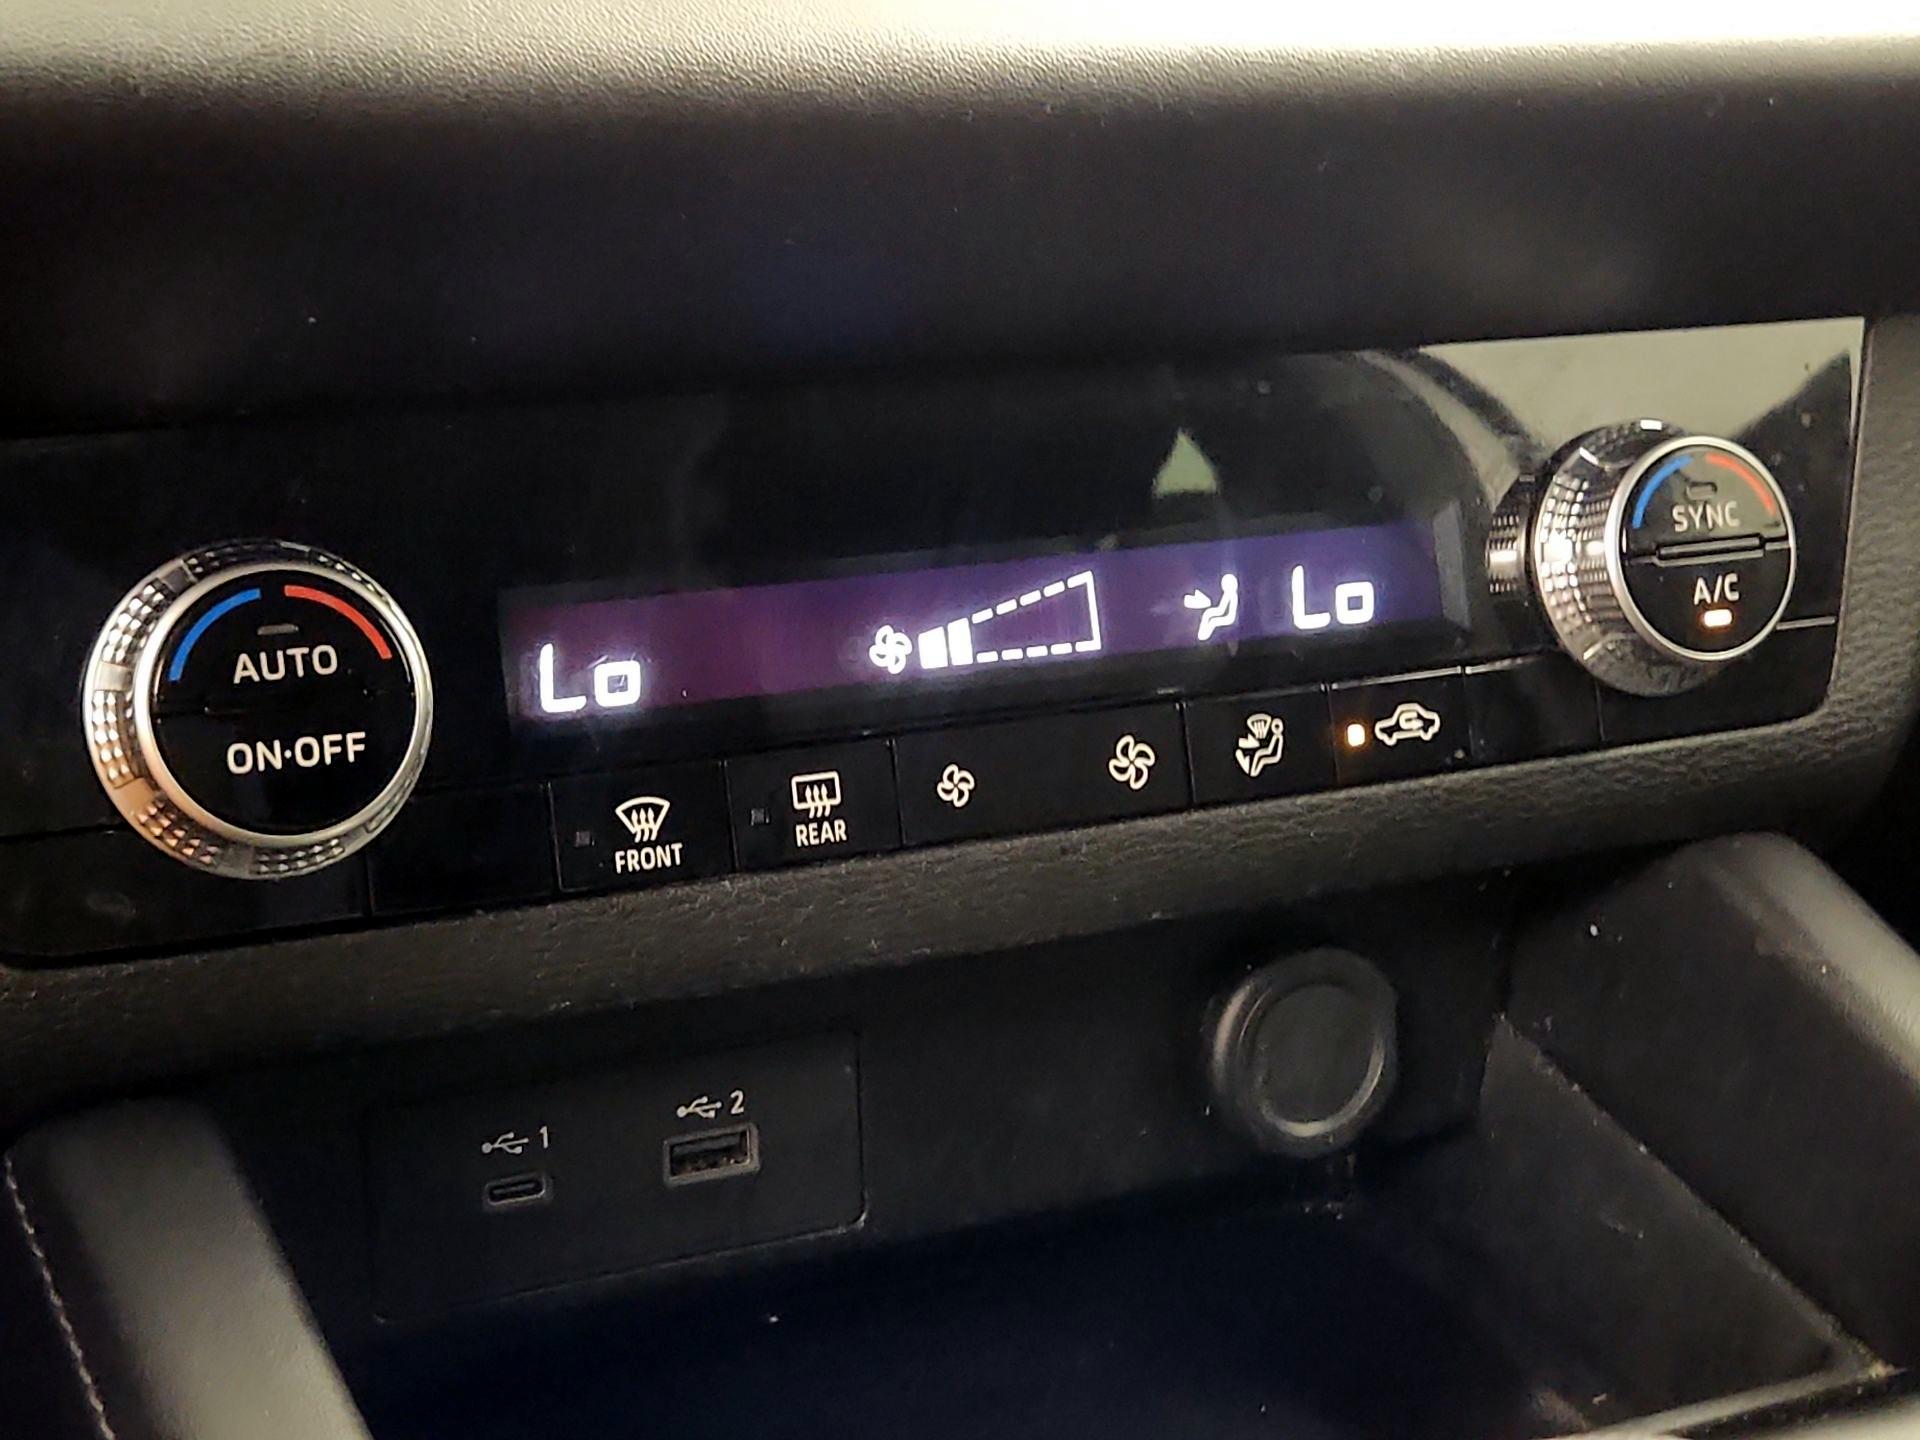 SYNC
A/C
Lo
Lo
AUTO
ON·OFF
FRONT
REAR
1
2